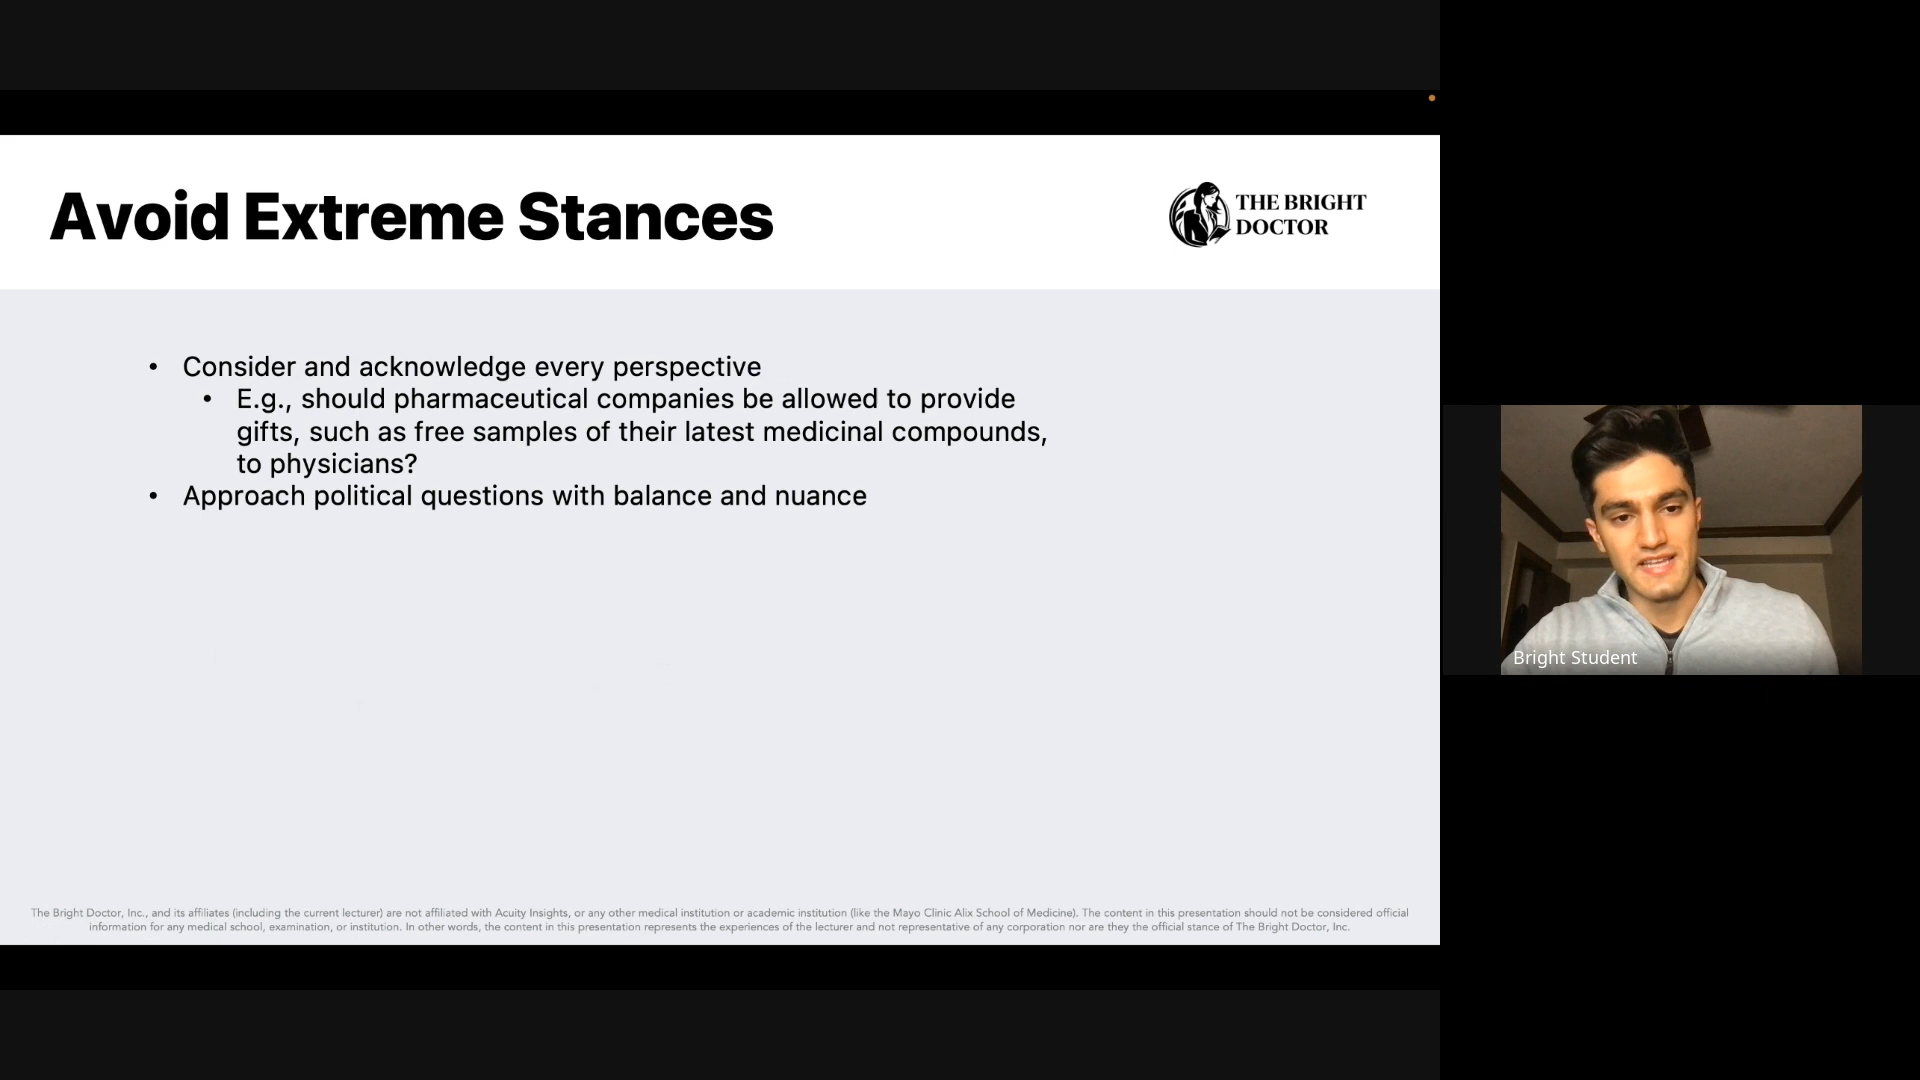 Avoid Extreme Stances
THE BRIGHT
DOCTOR
• Consider and acknowledge every perspective
• E.g., should pharmaceutical companies be allowed to provide
gifts, such as free samples of their latest medicinal compounds,
to physicians?
• Approach political questions with balance and nuance
Bright Student
The Bright Doctor, Inc., and its affiliates (including the current lecturer) are not affiliated with Acuity Insights, or any other medical institution or academic institution (like the Mayo Clinic Alix School of Medicine). The content in this presentation should not be considered official
information for any medical school, examination, or institution. In other words, the content in this presentation represents the experiences of the lecturer and not representative of any corporation nor are they the official stance of The Bright Doctor, Inc.